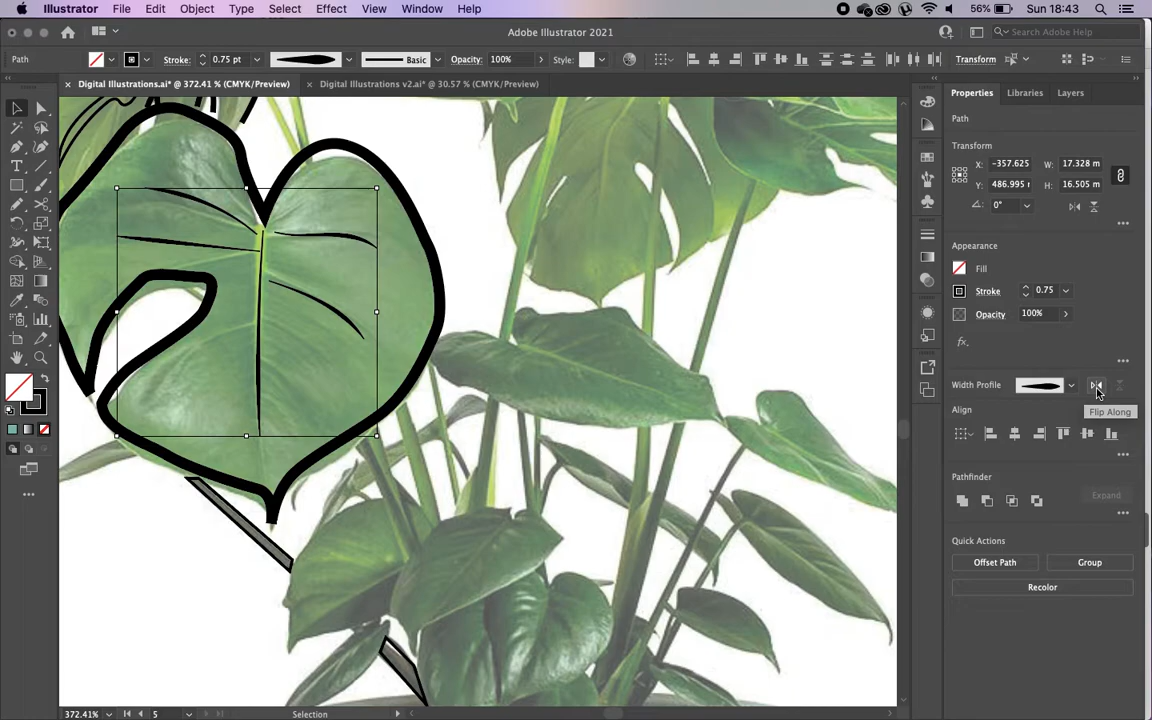 Illustrator File Edit Object Type Select Effect View Window Help 56% Sun 18:43
Adobe Illustrator 2021 Search Adobe Help
Path Stroke: 0.75 pt Basic Opacity: 100% Style: Transform
× Digital Illustrations.ai* @ 372.41 % (CMYK/Preview) × Digital Illustrations v2.ai* @ 30.57 % (CMYK/Preview)
Properties Libraries Layers
Path
Transform
X: -357.625 W: 17.328 m
Y: 486.995 H: 16.505 m
0°
Appearance
Fill
Stroke 0.75
Opacity 100%
fx.
Width Profile
Flip Along
Align
Pathfinder
Expand
Quick Actions
Offset Path Group
Recolor
372.41% 5 Selection